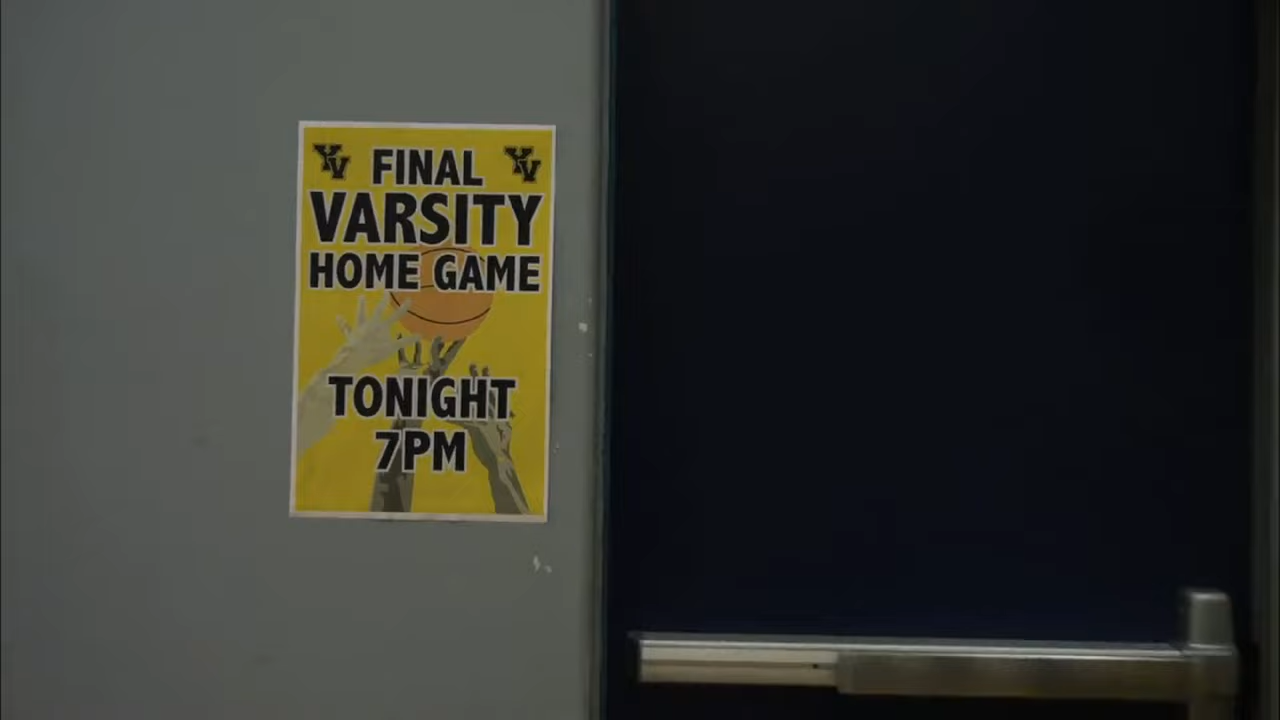 YV YV
FINAL
VARSITY
HOME GAME
TONIGHT
7PM